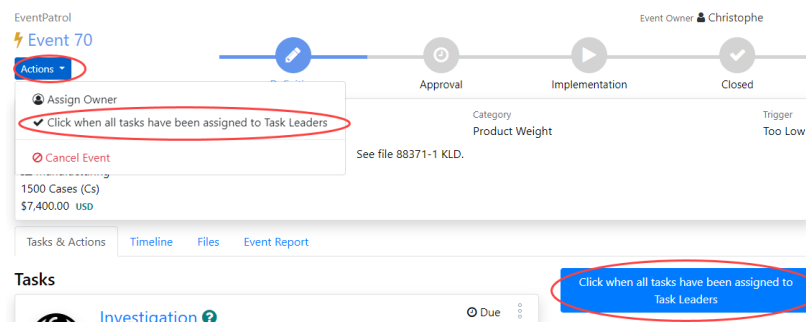 EventPatrol
Event Owner Christophe
Event 70
Actions
Approval
Implementation
Closed
Assign Owner
Click when all tasks have been assigned to Task Leaders
Cancel Event
Category
Product Weight
Trigger
Too Low
See file 88371-1 KLD.
1500 Cases (Cs)
$7,400.00 USD
Tasks & Actions
Timeline
Files
Event Report
Tasks
Click when all tasks have been assigned to
Task Leaders
Investigation ?
Due